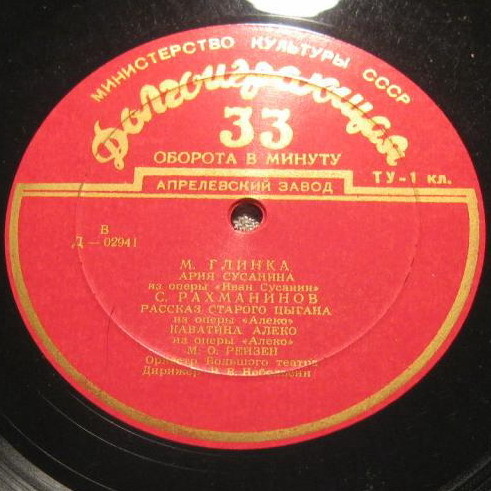 МИНИСТЕРСТВО КУЛЬТУРЫ СССР
Долгоиграющая
33
ОБОРОТА В МИНУТУ
ТУ-1 кл.
АПРЕЛЕВСКИЙ ЗАВОД
В
Д—02941
М. ГЛИНКА
АРИЯ СУСАНИНА
из оперы «Иван Сусанин»
С. РАХМАНИНОВ
РАССКАЗ СТАРОГО ЦЫГАНА
из оперы «Алеко»
КАВАТИНА АЛЕКО
из оперы «Алеко»
М. О. РЕЙЗЕН
Оркестр Большого театра
Дирижер В. В. Небольсин